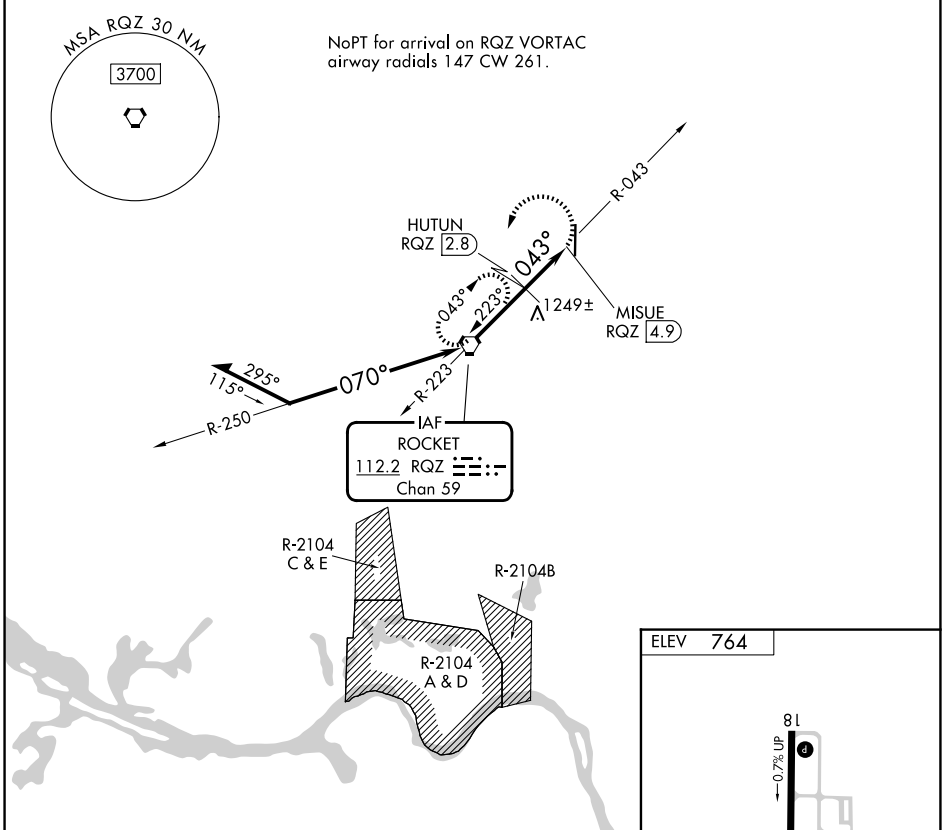 MSA RQZ 30 NM
3700
NoPT for arrival on RQZ VORTAC
airway radials 147 CW 261.
R-043
HUTUN
RQZ 2.8
043°
1249±
MISUE
RQZ 4.9
043°
223°
295°
115°
070°
R-250
R-223
IAF
ROCKET
112.2 RQZ
Chan 59
R-2104
C & E
R-2104B
R-2104
A & D
ELEV 764
18
0.7% UP
P